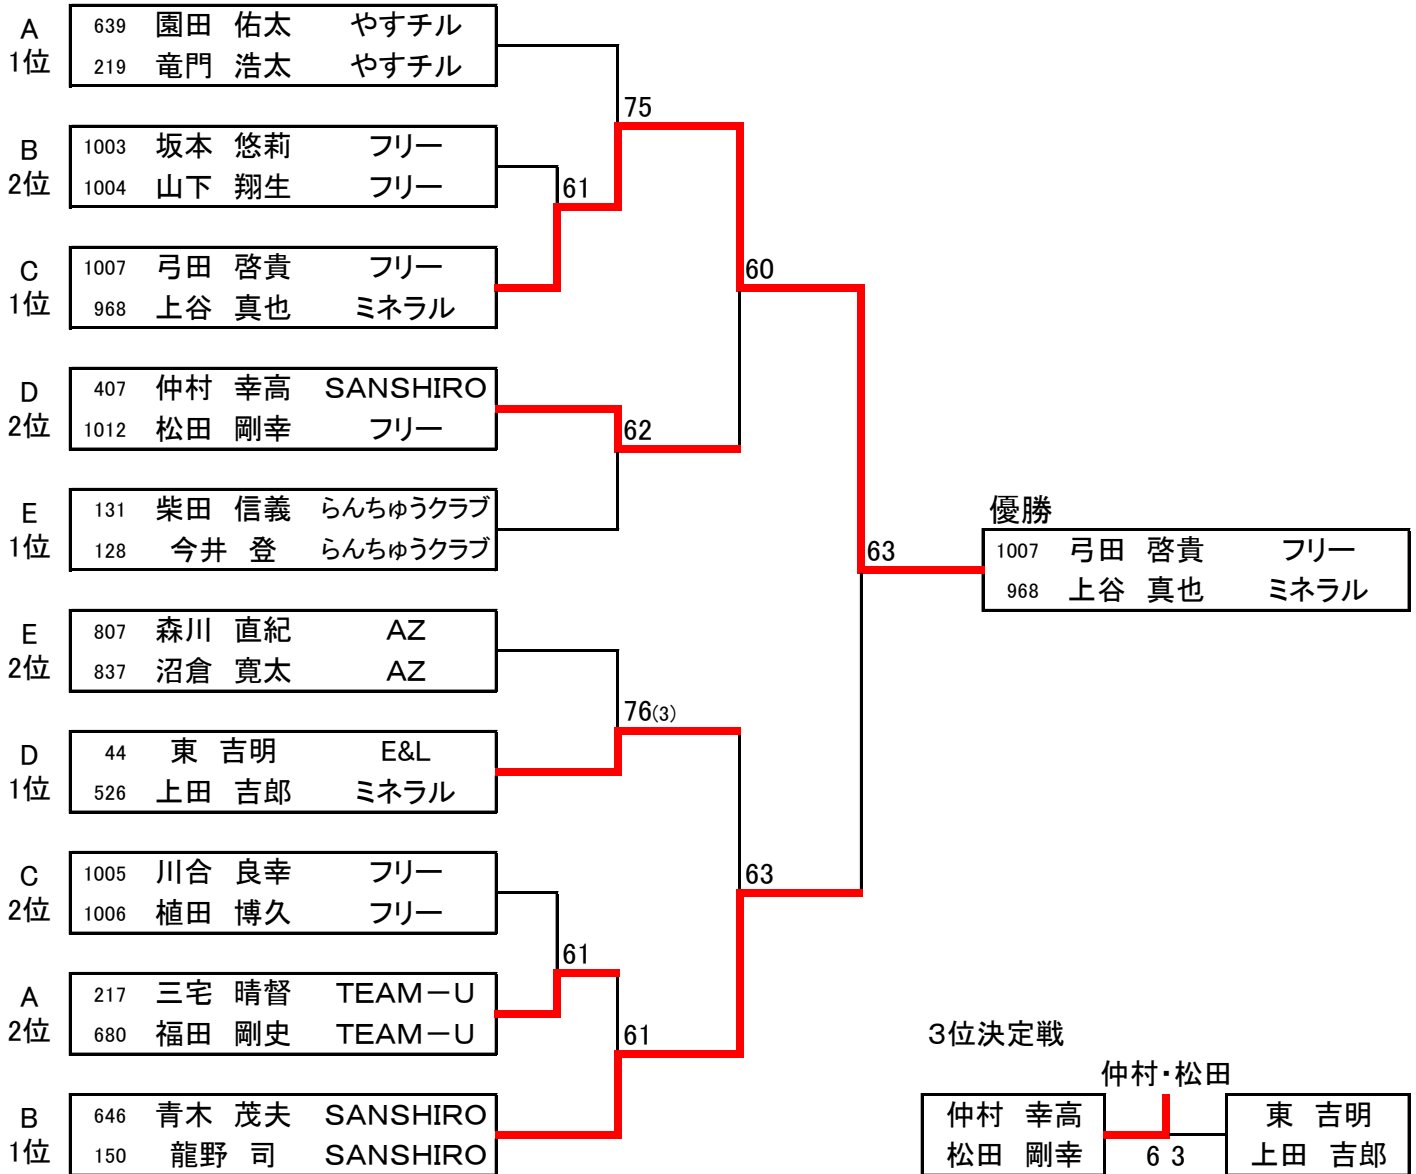 A
1位
639 園田 佑太 やすチル
219 竜門 浩太 やすチル
75
B
2位
1003 坂本 悠莉 フリー
1004 山下 翔生 フリー
61
C
1位
1007 弓田 啓貴 フリー
968 上谷 真也 ミネラル
60
D
2位
407 仲村 幸高 SANSHIRO
1012 松田 剛幸 フリー
62
E
1位
131 柴田 信義 らんちゅうクラブ
128 今井 登 らんちゅうクラブ
63
優勝
1007 弓田 啓貴 フリー
968 上谷 真也 ミネラル
E
2位
807 森川 直紀 AZ
837 沼倉 寛太 AZ
76(3)
D
1位
44 東 吉明 E&L
526 上田 吉郎 ミネラル
63
C
2位
1005 川合 良幸 フリー
1006 植田 博久 フリー
61
A
2位
217 三宅 晴督 TEAM－U
680 福田 剛史 TEAM－U
61
B
1位
646 青木 茂夫 SANSHIRO
150 龍野 司 SANSHIRO
3位決定戦
仲村・松田
仲村 幸高 東 吉明
松田 剛幸 6 3 上田 吉郎